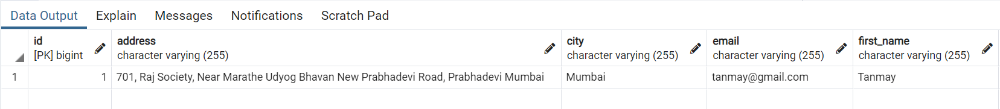 Data Output Explain Messages Notifications Scratch Pad
id address city email first_name
[PK] bigint character varying (255) character varying (255) character varying (255) character varying (255)
1 1 701, Raj Society, Near Marathe Udyog Bhavan New Prabhadevi Road, Prabhadevi Mumbai Mumbai tanmay@gmail.com Tanmay